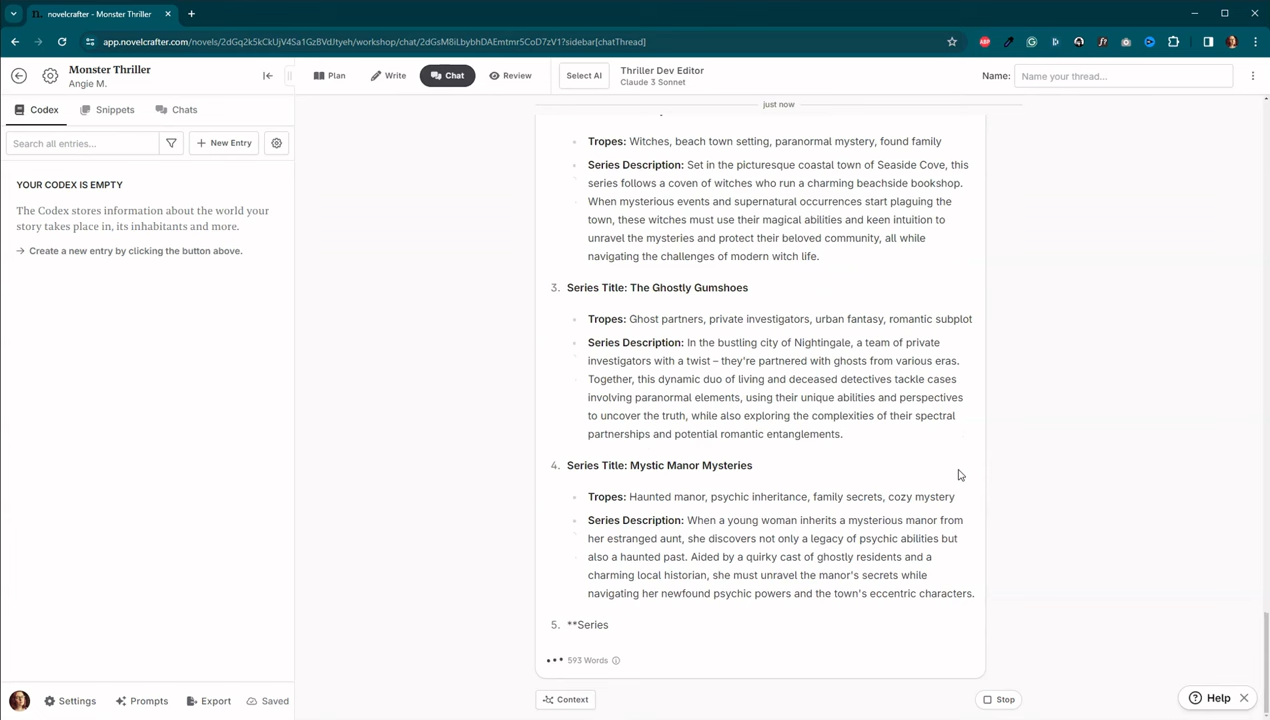 novelcrafter - Monster Thriller
app.novelcrafter.com/novels/2dGq2k5kCkUjV4Sa1GzBVdJtyeh/workshop/chat/2dGsM8iLbybhDAEmtmr5CoD7zV1?sidebar[chatThread]
Monster Thriller
Angie M.
Plan
Write
Chat
Review
Select AI
Thriller Dev Editor
Claude 3 Sonnet
Name:
Name your thread...
Codex
Snippets
Chats
Search all entries...
+ New Entry
YOUR CODEX IS EMPTY
The Codex stores information about the world your
story takes place in, its inhabitants and more.
→ Create a new entry by clicking the button above.
just now
Tropes: Witches, beach town setting, paranormal mystery, found family
Series Description: Set in the picturesque coastal town of Seaside Cove, this
series follows a coven of witches who run a charming beachside bookshop.
When mysterious events and supernatural occurrences start plaguing the
town, these witches must use their magical abilities and keen intuition to
unravel the mysteries and protect their beloved community, all while
navigating the challenges of modern witch life.
3. Series Title: The Ghostly Gumshoes
Tropes: Ghost partners, private investigators, urban fantasy, romantic subplot
Series Description: In the bustling city of Nightingale, a team of private
investigators with a twist – they're partnered with ghosts from various eras.
Together, this dynamic duo of living and deceased detectives tackle cases
involving paranormal elements, using their unique abilities and perspectives
to uncover the truth, while also exploring the complexities of their spectral
partnerships and potential romantic entanglements.
4. Series Title: Mystic Manor Mysteries
Tropes: Haunted manor, psychic inheritance, family secrets, cozy mystery
Series Description: When a young woman inherits a mysterious manor from
her estranged aunt, she discovers not only a legacy of psychic abilities but
also a haunted past. Aided by a quirky cast of ghostly residents and a
charming local historian, she must unravel the manor's secrets while
navigating her newfound psychic powers and the town's eccentric characters.
5. **Series
593 Words
Context
Stop
Settings
Prompts
Export
Saved
Help